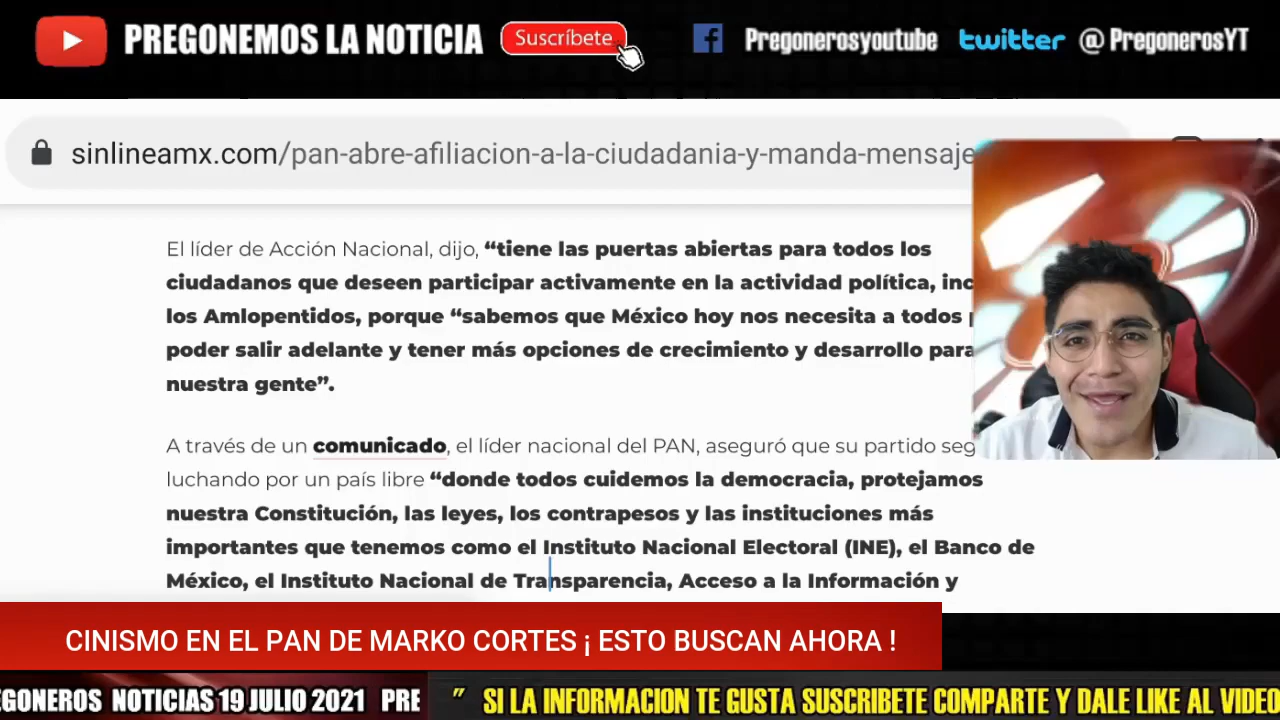 PREGONEMOS LA NOTICIA Suscríbete Pregonerosyoutube twitter @ PregonerosYT
sinlineamx.com/pan-abre-afiliacion-a-la-ciudadania-y-manda-mensaje
El líder de Acción Nacional, dijo, “tiene las puertas abiertas para todos los
ciudadanos que deseen participar activamente en la actividad política, inc
los Amlopentidos, porque “sabemos que México hoy nos necesita a todos
poder salir adelante y tener más opciones de crecimiento y desarrollo para
nuestra gente”.
A través de un comunicado, el líder nacional del PAN, aseguró que su partido seg
luchando por un país libre “donde todos cuidemos la democracia, protejamos
nuestra Constitución, las leyes, los contrapesos y las instituciones más
importantes que tenemos como el Instituto Nacional Electoral (INE), el Banco de
México, el Instituto Nacional de Transparencia, Acceso a la Información y
CINISMO EN EL PAN DE MARKO CORTES ¡ ESTO BUSCAN AHORA !
EGONEROS NOTICIAS 19 JULIO 2021 PRE " SI LA INFORMACION TE GUSTA SUSCRIBETE COMPARTE Y DALE LIKE AL VIDEO